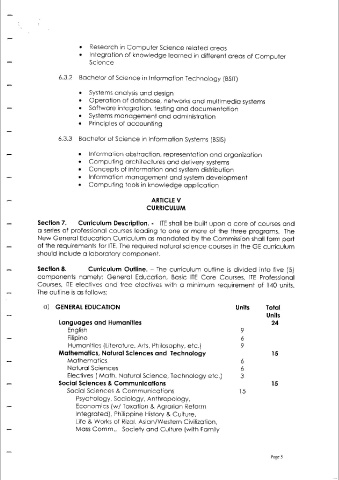 • Research in Computer Science related areas
• Integration of knowledge learned in different areas of Computer
Science
6.3.2 Bachelor of Science in Information Technology (BSIT)
• Systems analysis and design
• Operation of database, networks and multimedia systems
• Software integration, testing and documentation
• Systems management and administration
• Principles of accounting
6.3.3 Bachelor of Science in Information Systems (BSIS)
• Information abstraction, representation and organization
• Computing architectures and delivery systems
• Concepts of information and system distribution
• Information management and system development
• Computing tools in knowledge application
ARTICLE V
CURRICULUM
Section 7. Curriculum Description. - ITE shall be built upon a core of courses and
a series of professional courses leading to one or more of the three programs. The
New General Education Curriculum as mandated by the Commission shall form part
of the requirements for ITE. The required natural science courses in the GE curriculum
should include a laboratory component.
Section 8. Curriculum Outline. – The curriculum outline is divided into five (5)
components namely: General Education, Basic ITE Core Courses, ITE Professional
Courses, ITE electives and free electives with a minimum requirement of 140 units.
The outline is as follows:
a) GENERAL EDUCATION Units Total
Units
Languages and Humanities 24
English 9
Filipino 6
Humanities (Literature, Arts, Philosophy, etc.) 9
Mathematics, Natural Sciences and Technology 15
Mathematics 6
Natural Sciences 6
Electives (Math, Natural Science, Technology etc.) 3
Social Sciences & Communications 15
Social Sciences & Communications 15
Psychology, Sociology, Anthropology,
Economics (w/ Taxation & Agrarian Reform
Integrated), Philippine History & Culture,
Life & Works of Rizal, Asian/Western Civilization,
Mass Comm., Society and Culture (with Family
Page 5